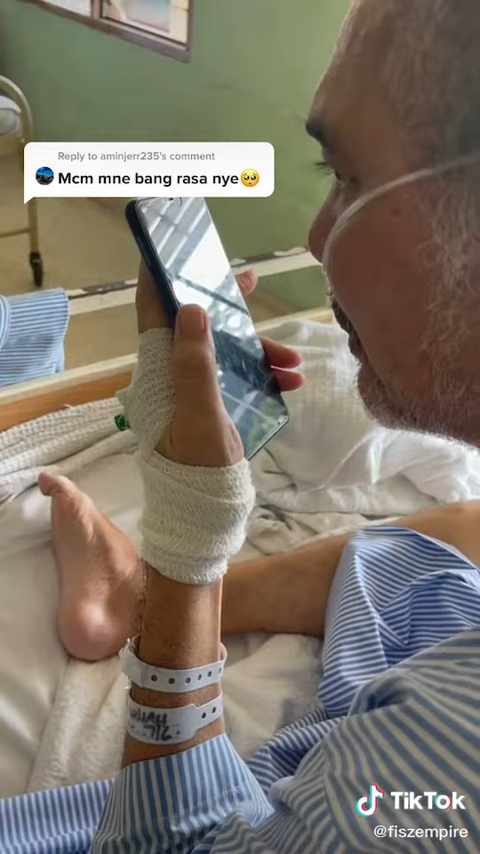 Reply to aminjerr235's comment
Mcm mne bang rasa nye🥺
TikTok
@fiszempire